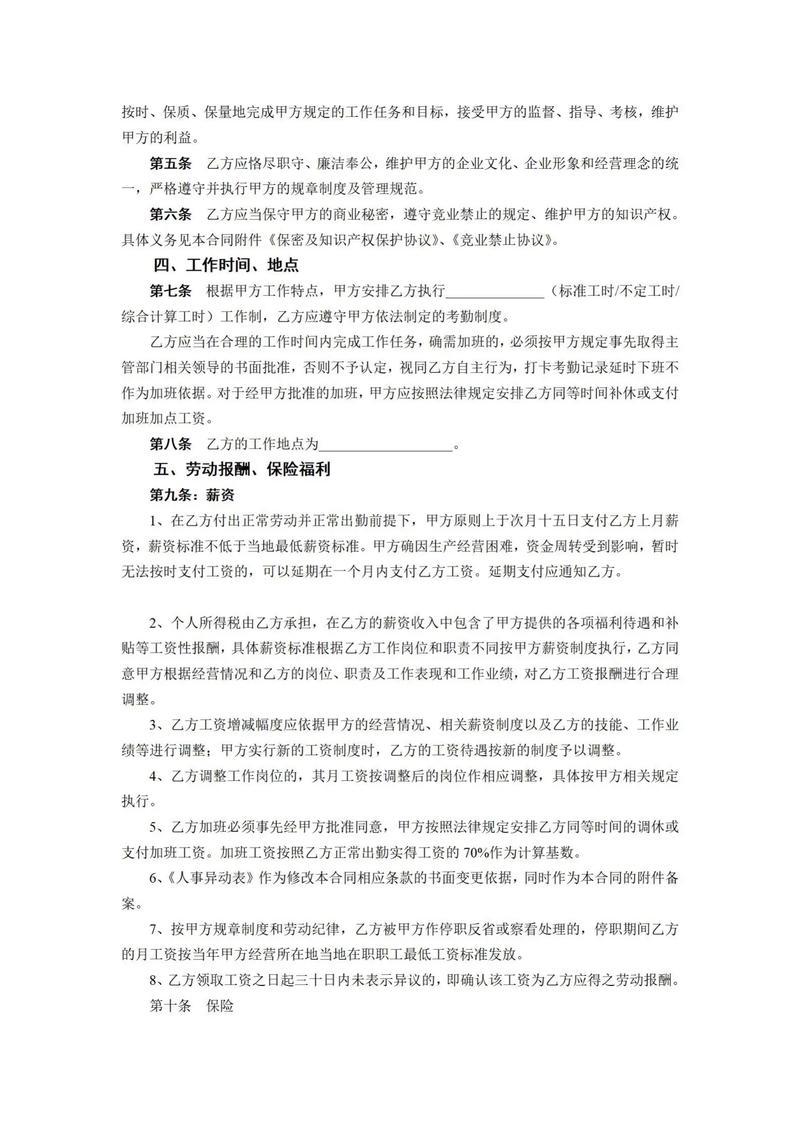 按时、保质、保量地完成甲方规定的工作任务和目标，接受甲方的监督、指导、考核，维护
甲方的利益。
第五条　乙方应恪尽职守、廉洁奉公，维护甲方的企业文化、企业形象和经营理念的统
一，严格遵守并执行甲方的规章制度及管理规范。
第六条　乙方应当保守甲方的商业秘密，遵守竞业禁止的规定、维护甲方的知识产权。
具体义务见本合同附件《保密及知识产权保护协议》、《竞业禁止协议》。
四、工作时间、地点
第七条　根据甲方工作特点，甲方安排乙方执行______________（标准工时/不定工时/
综合计算工时）工作制，乙方应遵守甲方依法制定的考勤制度。
乙方应当在合理的工作时间内完成工作任务，确需加班的，必须按甲方规定事先取得主
管部门相关领导的书面批准，否则不予认定，视同乙方自主行为，打卡考勤记录延时下班不
作为加班依据。对于经甲方批准的加班，甲方应按照法律规定安排乙方同等时间补休或支付
加班加点工资。
第八条　乙方的工作地点为___________________。
五、劳动报酬、保险福利
第九条：薪资
1、在乙方付出正常劳动并正常出勤前提下，甲方原则上于次月十五日支付乙方上月薪
资，薪资标准不低于当地最低薪资标准。甲方确因生产经营困难，资金周转受到影响，暂时
无法按时支付工资的，可以延期在一个月内支付乙方工资。延期支付应通知乙方。
2、个人所得税由乙方承担，在乙方的薪资收入中包含了甲方提供的各项福利待遇和补
贴等工资性报酬，具体薪资标准根据乙方工作岗位和职责不同按甲方薪资制度执行，乙方同
意甲方根据经营情况和乙方的岗位、职责及工作表现和工作业绩，对乙方工资报酬进行合理
调整。
3、乙方工资增减幅度应依据甲方的经营情况、相关薪资制度以及乙方的技能、工作业
绩等进行调整；甲方实行新的工资制度时，乙方的工资待遇按新的制度予以调整。
4、乙方调整工作岗位的，其月工资按调整后的岗位作相应调整，具体按甲方相关规定
执行。
5、乙方加班必须事先经甲方批准同意，甲方按照法律规定安排乙方同等时间的调休或
支付加班工资。加班工资按照乙方正常出勤实得工资的 70%作为计算基数。
6、《人事异动表》作为修改本合同相应条款的书面变更依据，同时作为本合同的附件备
案。
7、按甲方规章制度和劳动纪律，乙方被甲方作停职反省或察看处理的，停职期间乙方
的月工资按当年甲方经营所在地当地在职职工最低工资标准发放。
8、乙方领取工资之日起三十日内未表示异议的，即确认该工资为乙方应得之劳动报酬。
第十条　保险